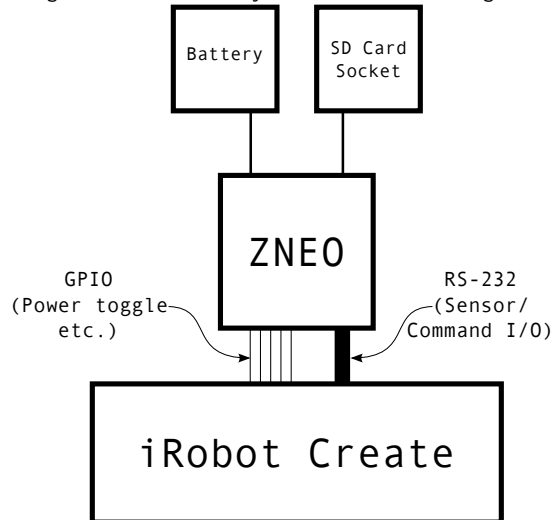 Battery
SD Card
Socket
ZNEO
GPIO
(Power toggle
etc.)
RS-232
(Sensor/
Command I/O)
iRobot Create